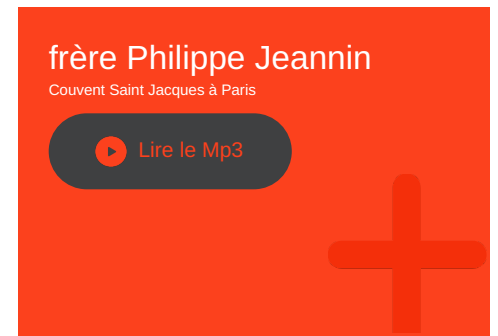 frère Philippe Jeannin
Couvent Saint Jacques à Paris
Lire le Mp3